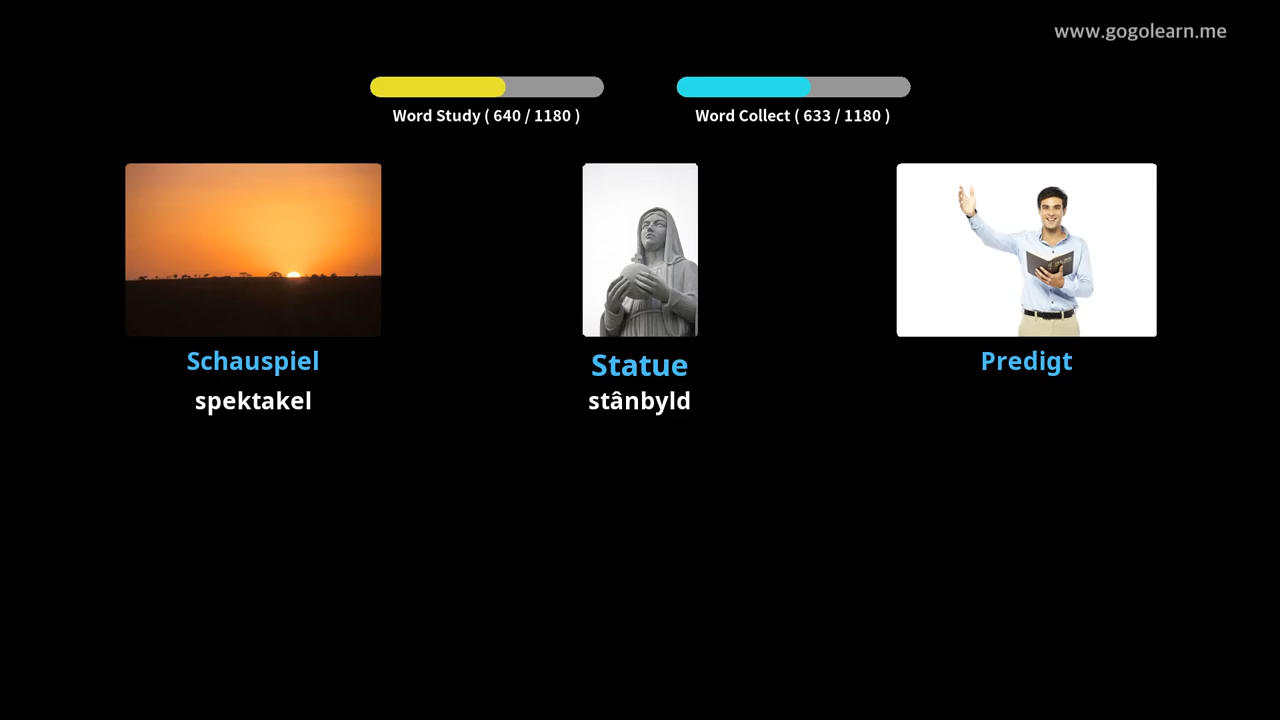 www.gogolearn.me
Word Study ( 640 / 1180 )
Word Collect ( 633 / 1180 )
Schauspiel
Statue
Predigt
spektakel
stânbyld